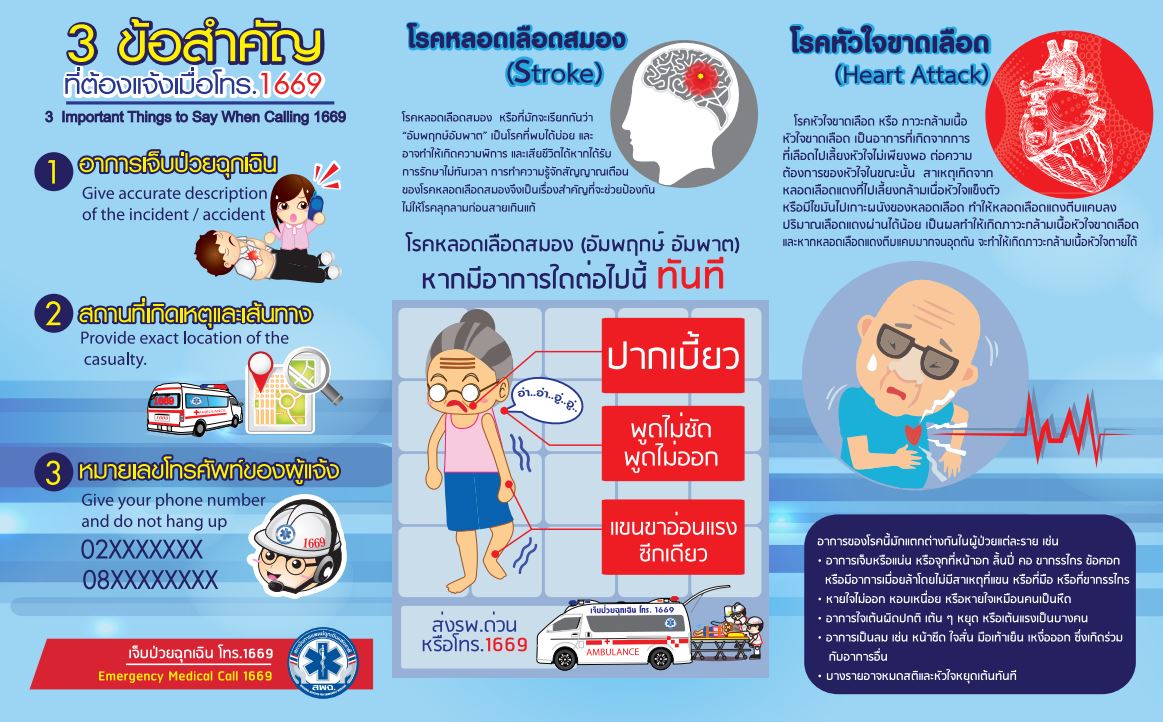 3 ข้อสำคัญ
ที่ต้องแจ้งเมื่อโทร.1669
3 Important Things to Say When Calling 1669
1 อาการเจ็บป่วยฉุกเฉิน
Give accurate description
of the incident / accident
2 สถานที่เกิดเหตุและเส้นทาง
Provide exact location of the
casualty.
1669
AMBULANCE
3 หมายเลขโทรศัพท์ของผู้แจ้ง
Give your phone number
and do not hang up
02XXXXXXX
08XXXXXXXX
1669
เจ็บป่วยฉุกเฉิน โทร.1669
Emergency Medical Call 1669
สพฉ.
โรคหลอดเลือดสมอง
(Stroke)
โรคหลอดเลือดสมอง หรือที่มักจะเรียกกันว่า
“อัมพฤกษ์อัมพาต” เป็นโรคที่พบได้บ่อย และ
อาจทำให้เกิดความพิการ และเสียชีวิตได้หากได้รับ
การรักษาไม่ทันเวลา การทำความรู้จักสัญญาณเตือน
ของโรคหลอดเลือดสมองจึงเป็นเรื่องสำคัญที่จะช่วยป้องกัน
ไม่ให้โรคลุกลามก่อนสายเกินแก้
โรคหลอดเลือดสมอง (อัมพฤกษ์ อัมพาต)
หากมีอาการใดต่อไปนี้ ทันที
ปากเบี้ยว
อ่า..อ่า..อู่..อู่.
พูดไม่ชัด
พูดไม่ออก
แขนขาอ่อนแรง
ซีกเดียว
ส่งรพ.ด่วน
หรือโทร.1669
เจ็บป่วยฉุกเฉิน โทร. 1669
AMBULANCE
โรคหัวใจขาดเลือด
(Heart Attack)
โรคหัวใจขาดเลือด หรือ ภาวะกล้ามเนื้อ
หัวใจขาดเลือด เป็นอาการที่เกิดจากการ
ที่เลือดไปเลี้ยงหัวใจไม่เพียงพอ ต่อความ
ต้องการของหัวใจในขณะนั้น สาเหตุเกิดจาก
หลอดเลือดแดงที่ไปเลี้ยงกล้ามเนื้อหัวใจแข็งตัว
หรือมีไขมันไปเกาะผนังของหลอดเลือด ทำให้หลอดเลือดแดงตีบแคบลง
ปริมาณเลือดแดงผ่านได้น้อย เป็นผลทำให้เกิดภาวะกล้ามเนื้อหัวใจขาดเลือด
และหากหลอดเลือดแดงตีบแคบมากจนอุดตัน จะทำให้เกิดภาวะกล้ามเนื้อหัวใจตายได้
อาการของโรคนี้มักแตกต่างกันในผู้ป่วยแต่ละราย เช่น
• อาการเจ็บหรือแน่น หรือจุกที่หน้าอก ลิ้นปี่ คอ ขากรรไกร ข้อศอก
หรือมีอาการเมื่อยล้าโดยไม่มีสาเหตุที่แขน หรือที่มือ หรือที่ขากรรไกร
• หายใจไม่ออก หอบเหนื่อย หรือหายใจเหมือนคนเป็นหืด
• อาการใจเต้นผิดปกติ เต้น ๆ หยุด หรือเต้นแรงเป็นบางคน
• อาการเป็นลม เช่น หน้าซีด ใจสั่น มือเท้าเย็น เหงื่อออก ซึ่งเกิดร่วม
กับอาการอื่น
• บางรายอาจหมดสติและหัวใจหยุดเต้นทันที